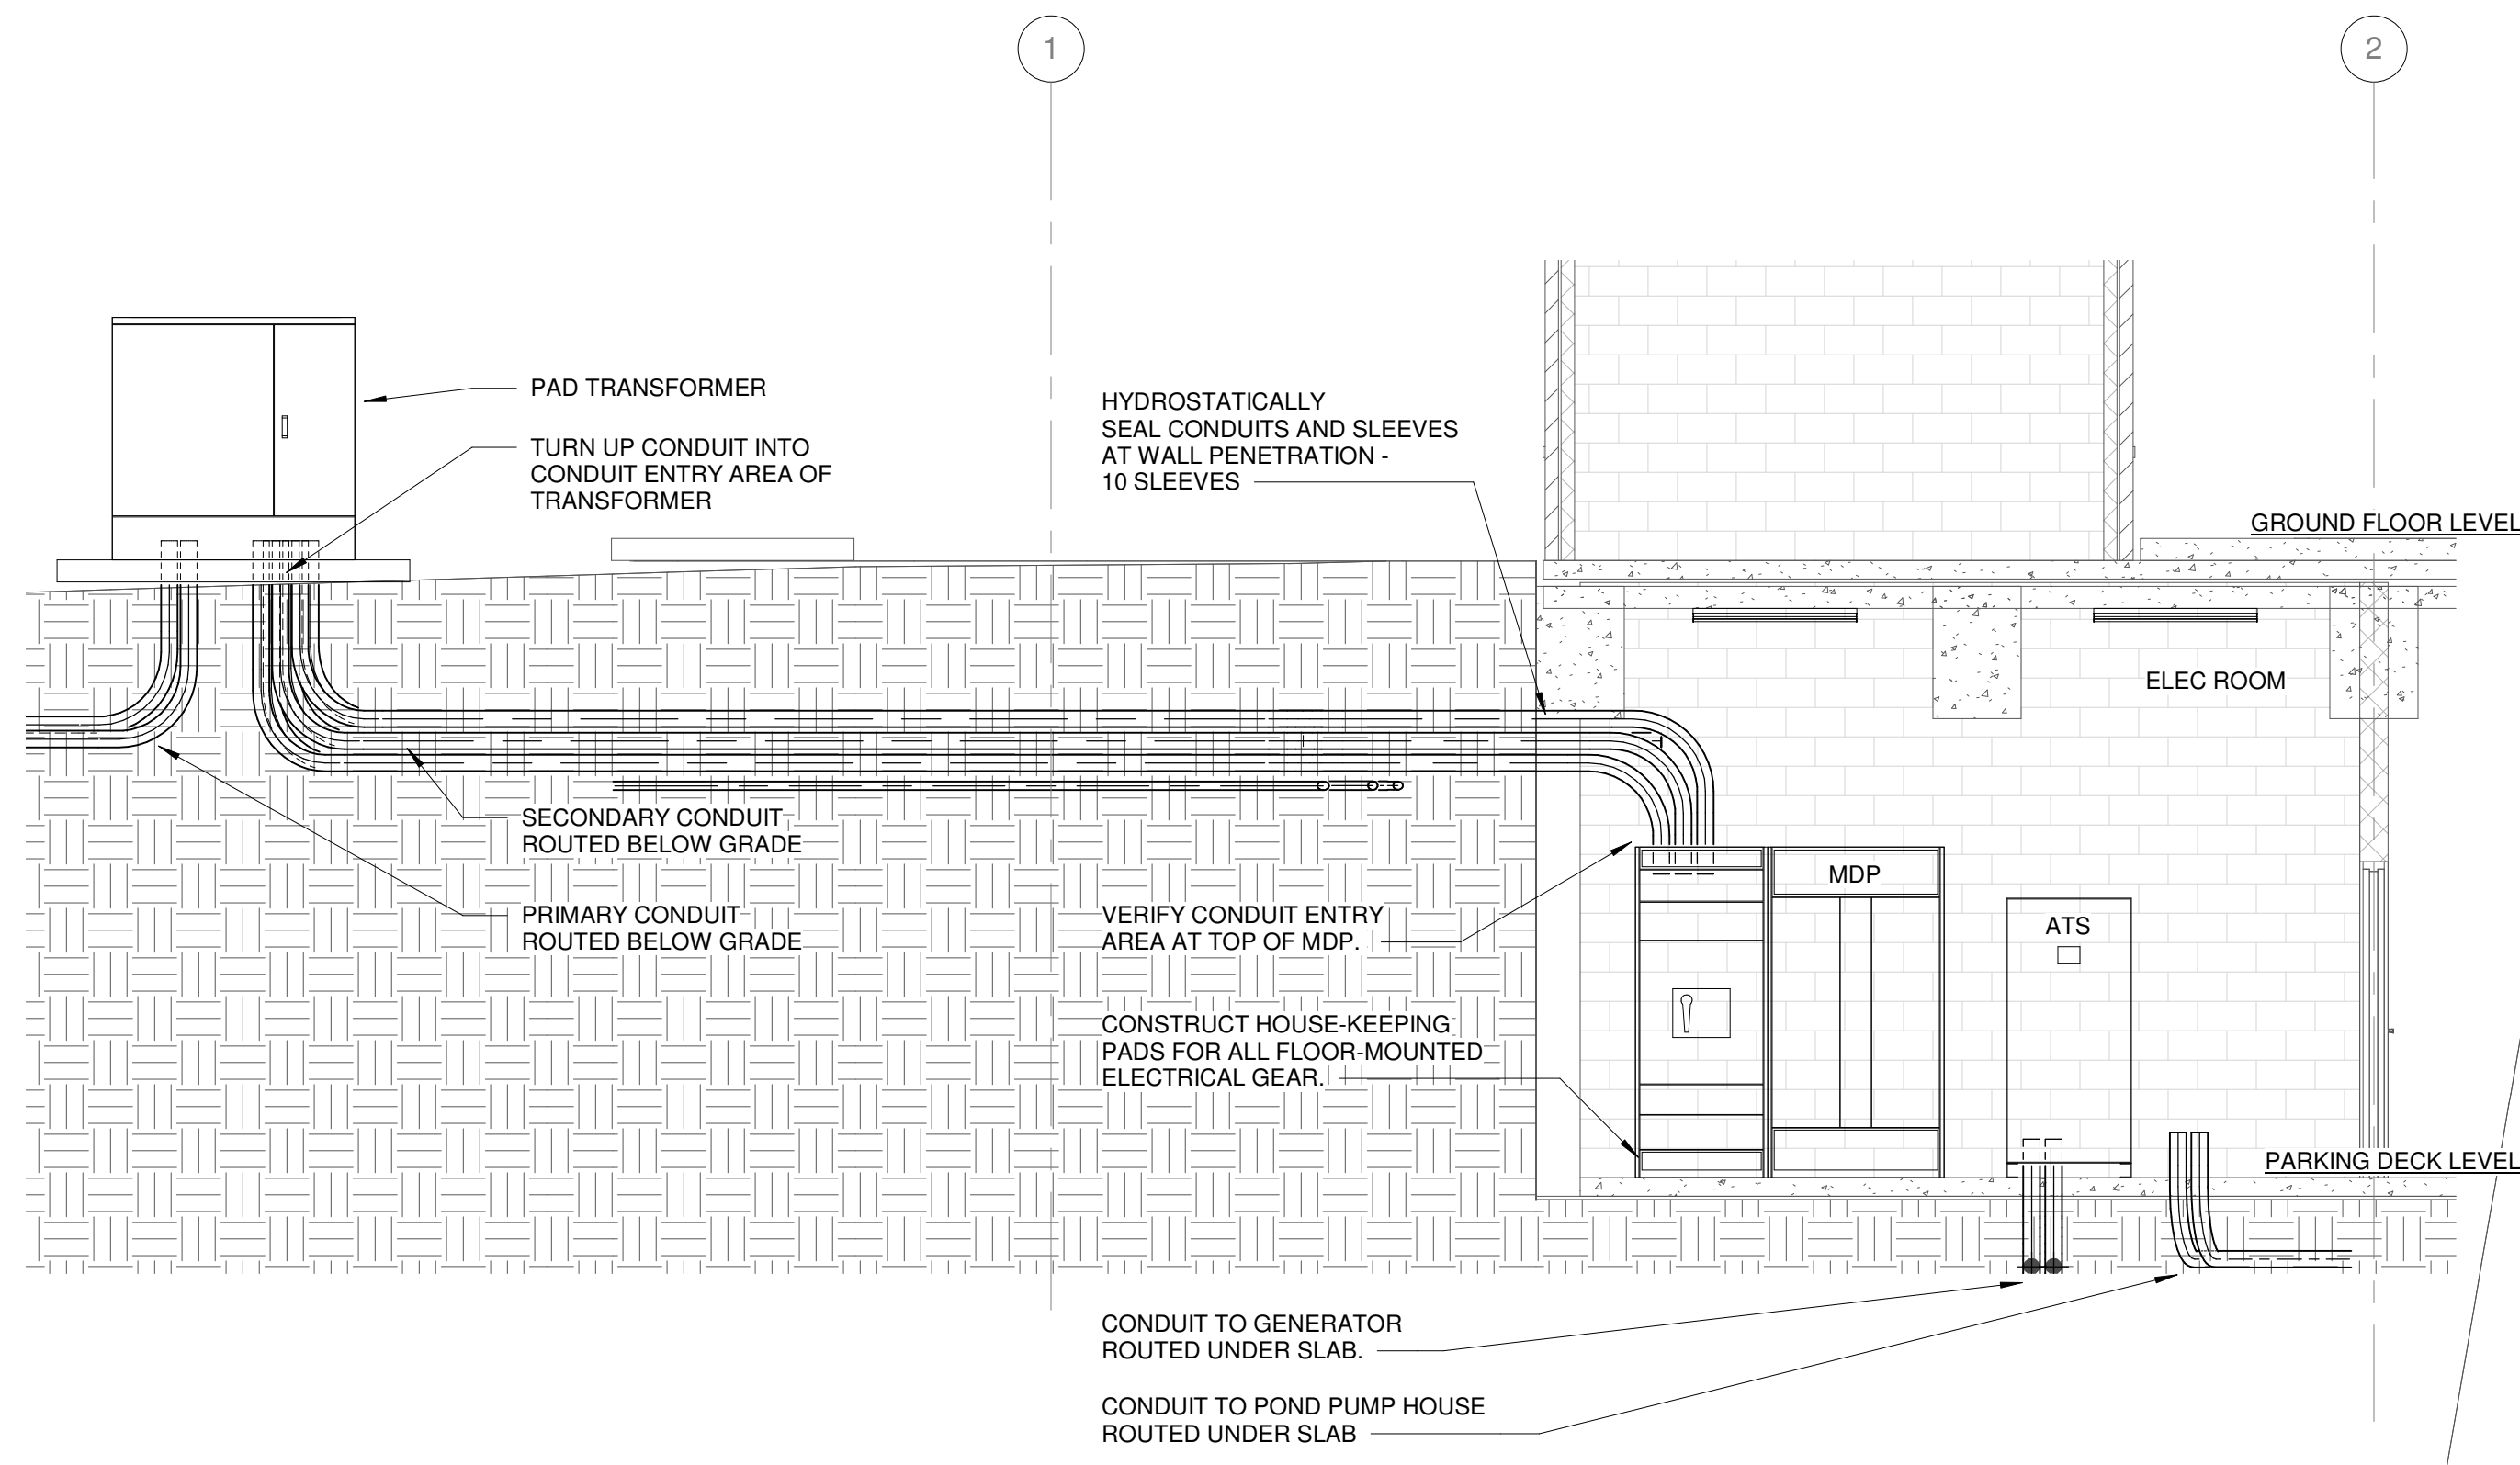 1
2
PAD TRANSFORMER
TURN UP CONDUIT INTO
CONDUIT ENTRY AREA OF
TRANSFORMER
HYDROSTATICALLY
SEAL CONDUITS AND SLEEVES
AT WALL PENETRATION -
10 SLEEVES
GROUND FLOOR LEVEL
ELEC ROOM
SECONDARY CONDUIT
ROUTED BELOW GRADE
PRIMARY CONDUIT
ROUTED BELOW GRADE
VERIFY CONDUIT ENTRY
AREA AT TOP OF MDP.
MDP
ATS
CONSTRUCT HOUSE-KEEPING
PADS FOR ALL FLOOR-MOUNTED
ELECTRICAL GEAR.
PARKING DECK LEVEL
CONDUIT TO GENERATOR
ROUTED UNDER SLAB.
CONDUIT TO POND PUMP HOUSE
ROUTED UNDER SLAB